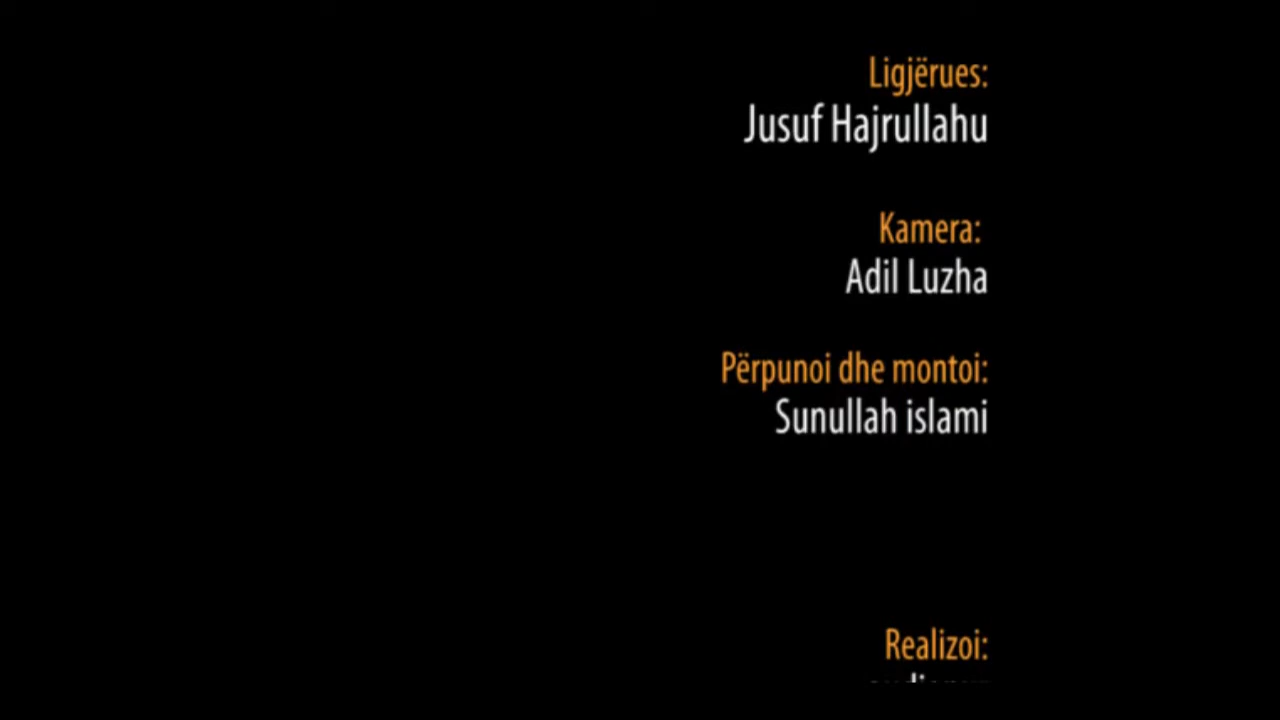 Ligjërues:
Jusuf Hajrullahu
Kamera:
Adil Luzha
Përpunoi dhe montoi:
Sunullah islami
Realizoi: